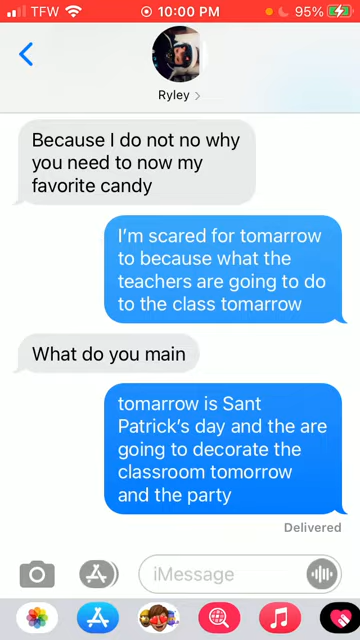 TFW 10:00 PM 95%
Ryley >
Because I do not no why
you need to now my
favorite candy
I'm scared for tomarrow
to because what the
teachers are going to do
to the class tomarrow
What do you main
tomarrow is Sant
Patrick's day and the are
going to decorate the
classroom tomorrow
and the party
Delivered
iMessage